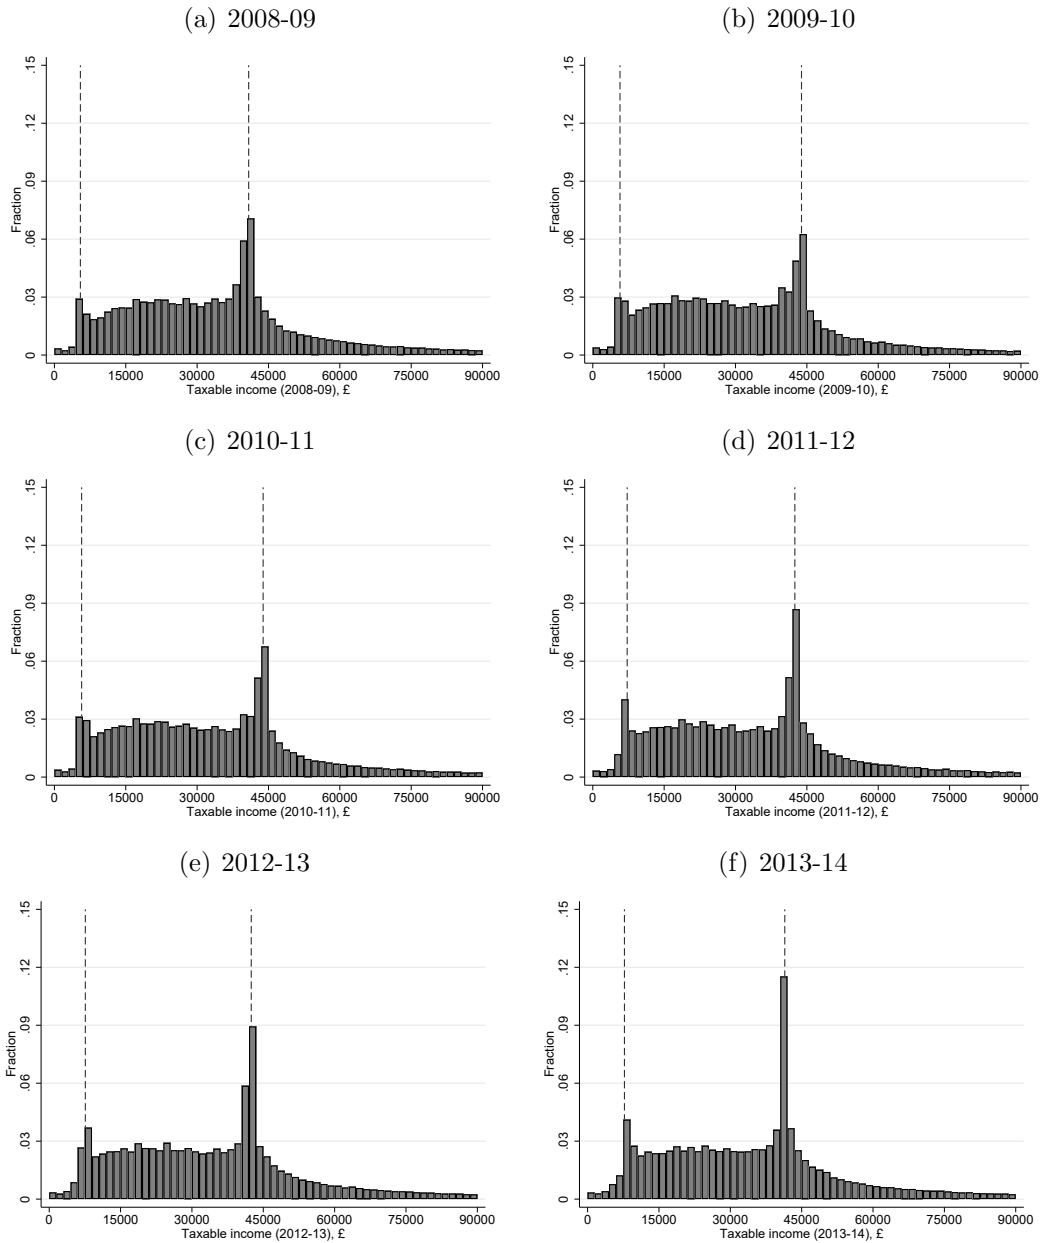 (a) 2008-09
(b) 2009-10
.15
.12
.09
.06
.03
0
Fraction
0 15000 30000 45000 60000 75000 90000
Taxable income (2008-09), £
.15
.12
.09
.06
.03
0
Fraction
0 15000 30000 45000 60000 75000 90000
Taxable income (2009-10), £
(c) 2010-11
(d) 2011-12
.15
.12
.09
.06
.03
0
Fraction
0 15000 30000 45000 60000 75000 90000
Taxable income (2010-11), £
.15
.12
.09
.06
.03
0
Fraction
0 15000 30000 45000 60000 75000 90000
Taxable income (2011-12), £
(e) 2012-13
(f) 2013-14
.15
.12
.09
.06
.03
0
Fraction
0 15000 30000 45000 60000 75000 90000
Taxable income (2012-13), £
.15
.12
.09
.06
.03
0
Fraction
0 15000 30000 45000 60000 75000 90000
Taxable income (2013-14), £